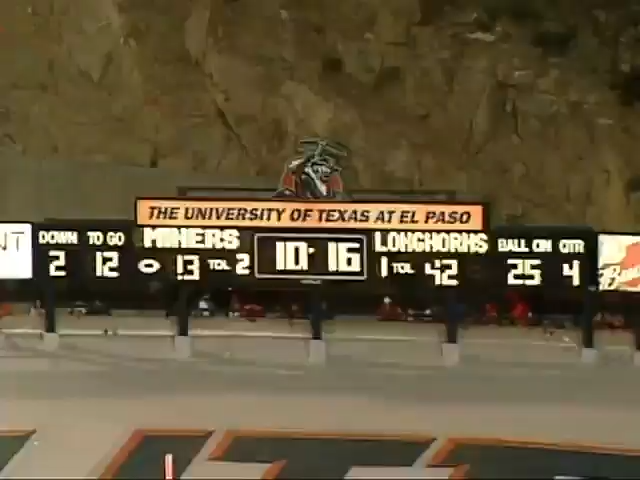 THE UNIVERSITY OF TEXAS AT EL PASO
NT DOWN TO GO MINERS 10:16 LONGHORNS BALL ON QTR
2 12 13 TOL 2 1 TOL 42 25 4